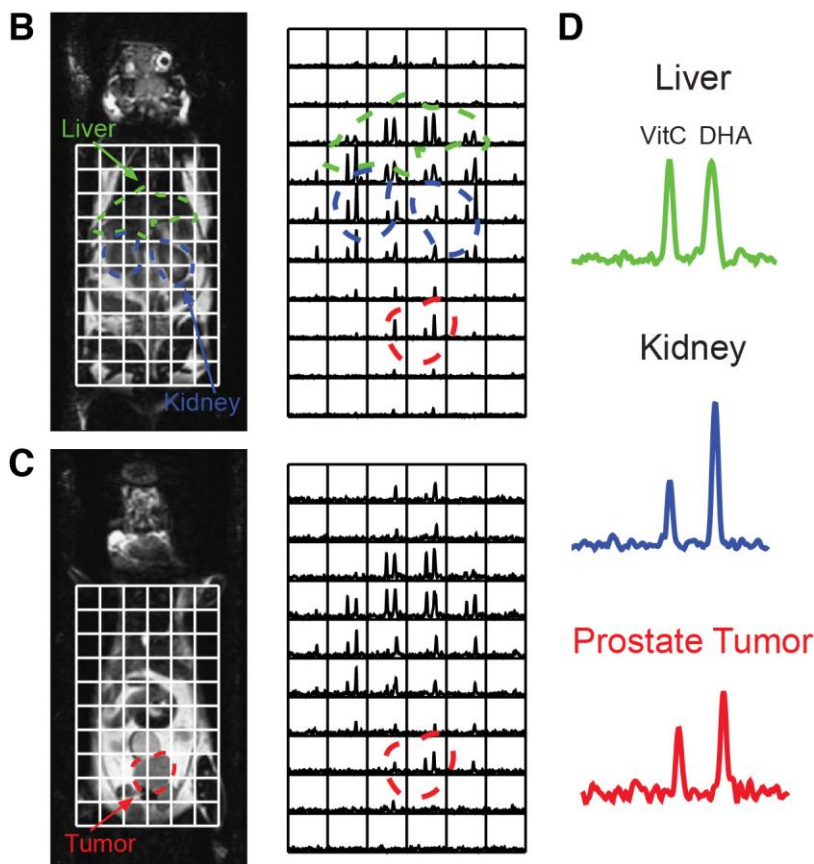 B
Liver
Kidney
C
Tumor
D
Liver
VitC DHA
Kidney
Prostate Tumor